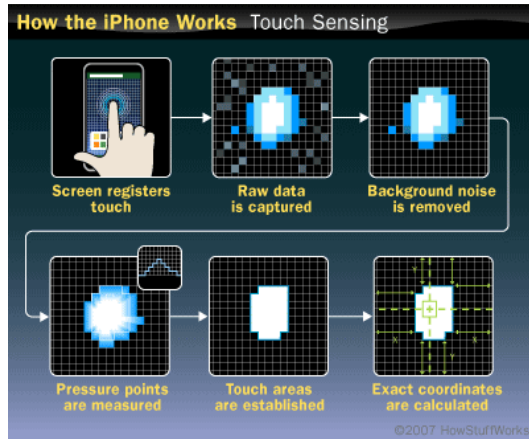 How the iPhone Works Touch Sensing
Screen registers
touch
Raw data
is captured
Background noise
is removed
Pressure points
are measured
Touch areas
are established
Y
X
X
Y
Exact coordinates
are calculated
©2007 HowStuffWorks